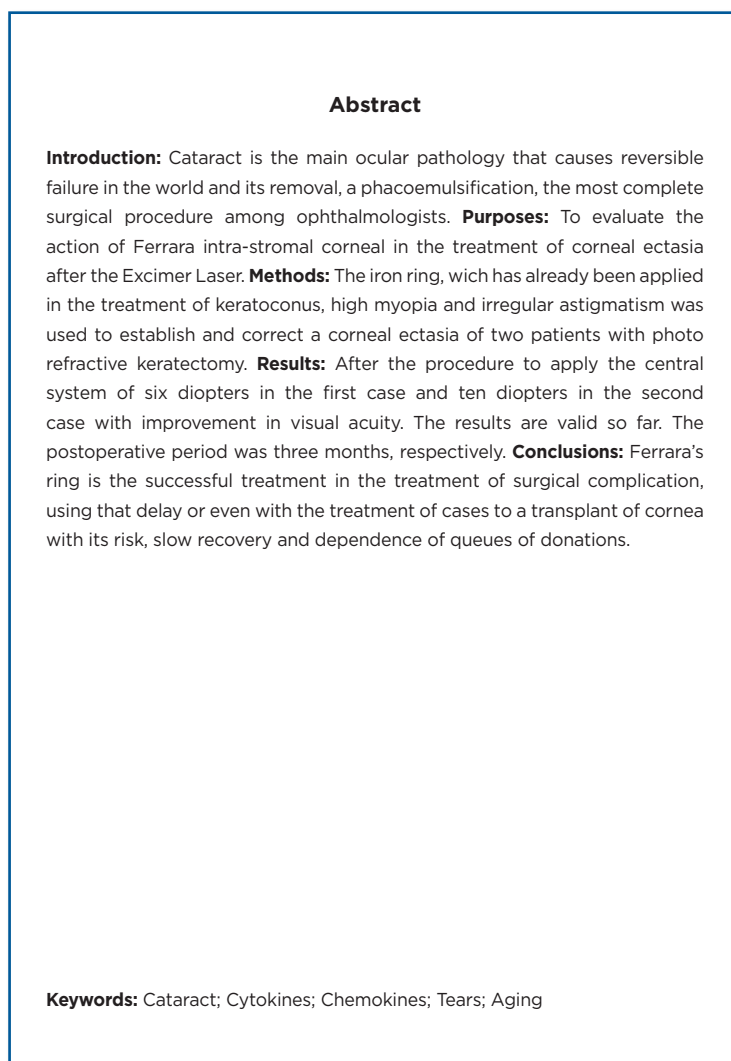 Abstract
Introduction: Cataract is the main ocular pathology that causes reversible
failure in the world and its removal, a phacoemulsification, the most complete
surgical procedure among ophthalmologists. Purposes: To evaluate the
action of Ferrara intra-stromal corneal in the treatment of corneal ectasia
after the Excimer Laser. Methods: The iron ring, wich has already been applied
in the treatment of keratoconus, high myopia and irregular astigmatism was
used to establish and correct a corneal ectasia of two patients with photo
refractive keratectomy. Results: After the procedure to apply the central
system of six diopters in the first case and ten diopters in the second
case with improvement in visual acuity. The results are valid so far. The
postoperative period was three months, respectively. Conclusions: Ferrara's
ring is the successful treatment in the treatment of surgical complication,
using that delay or even with the treatment of cases to a transplant of cornea
with its risk, slow recovery and dependence of queues of donations.
Keywords: Cataract; Cytokines; Chemokines; Tears; Aging